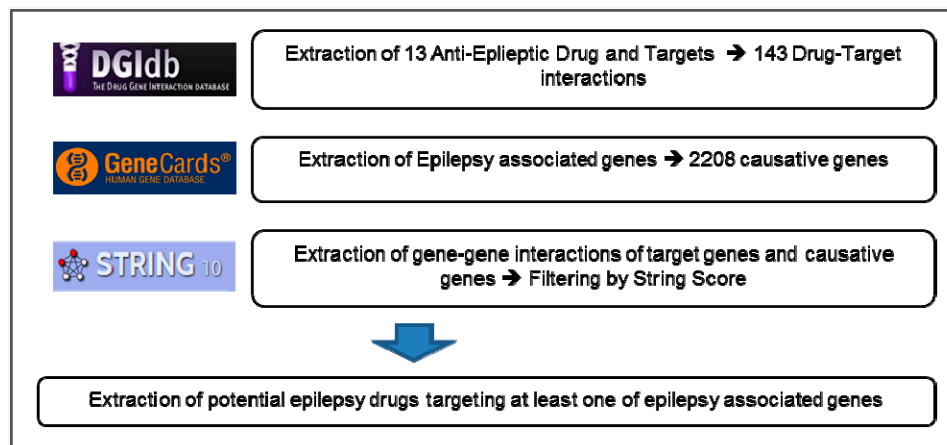 DGIdb
THE DRUG GENE INTERACTION DATABASE
Extraction of 13 Anti-Eplieptic Drug and Targets ➔ 143 Drug-Target
interactions
GeneCards®
HUMAN GENE DATABASE
Extraction of Epilepsy associated genes ➔ 2208 causative genes
STRING 10
Extraction of gene-gene interactions of target genes and causative
genes ➔ Filtering by String Score
Extraction of potential epilepsy drugs targeting at least one of epilepsy associated genes